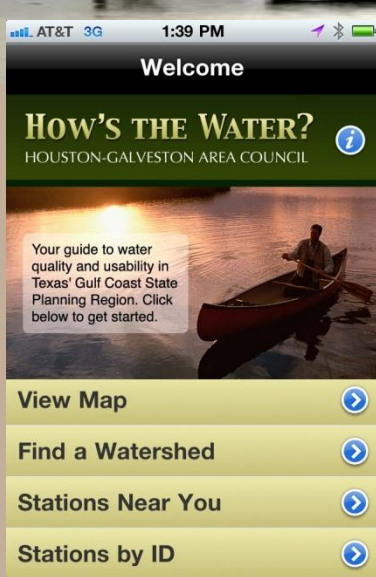 AT&T 3G 1:39 PM
Welcome
HOW'S THE WATER?
HOUSTON-GALVESTON AREA COUNCIL
i
Your guide to water
quality and usability in
Texas' Gulf Coast State
Planning Region. Click
below to get started.
View Map
Find a Watershed
Stations Near You
Stations by ID